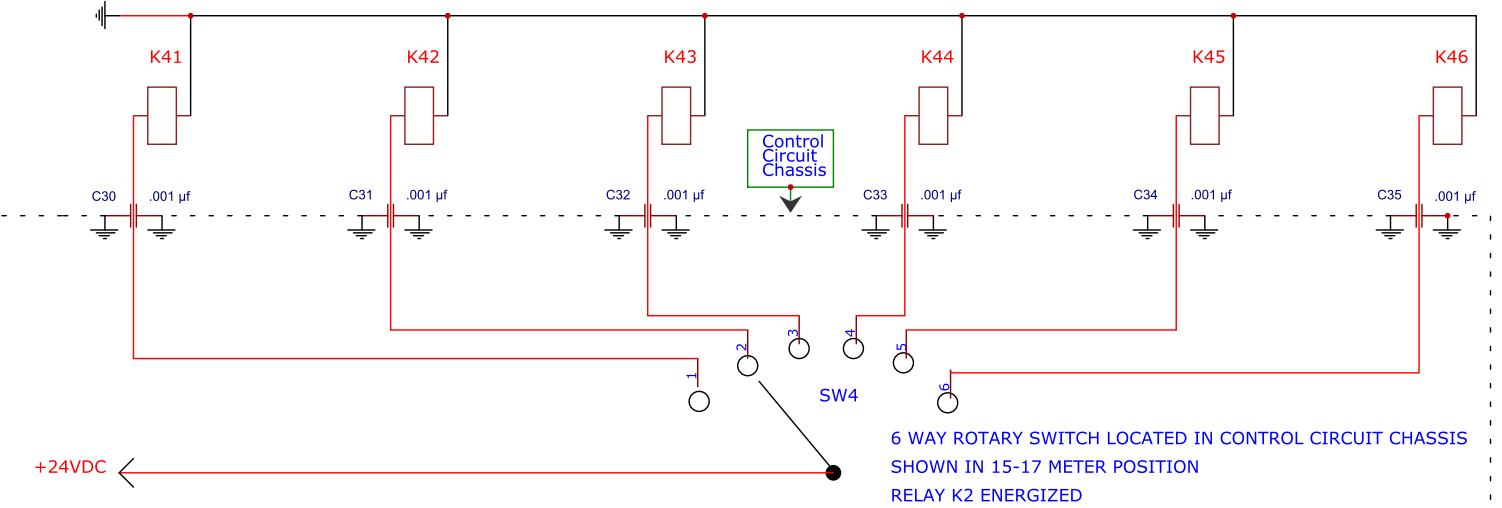 K41
K42
K43
K44
K45
K46
Control
Circuit
Chassis
C30 .001 µf
C31 .001 µf
C32 .001 µf
C33 .001 µf
C34 .001 µf
C35 .001 µf
1
2
3
4
5
6
SW4
+24VDC
6 WAY ROTARY SWITCH LOCATED IN CONTROL CIRCUIT CHASSIS
SHOWN IN 15-17 METER POSITION
RELAY K2 ENERGIZED